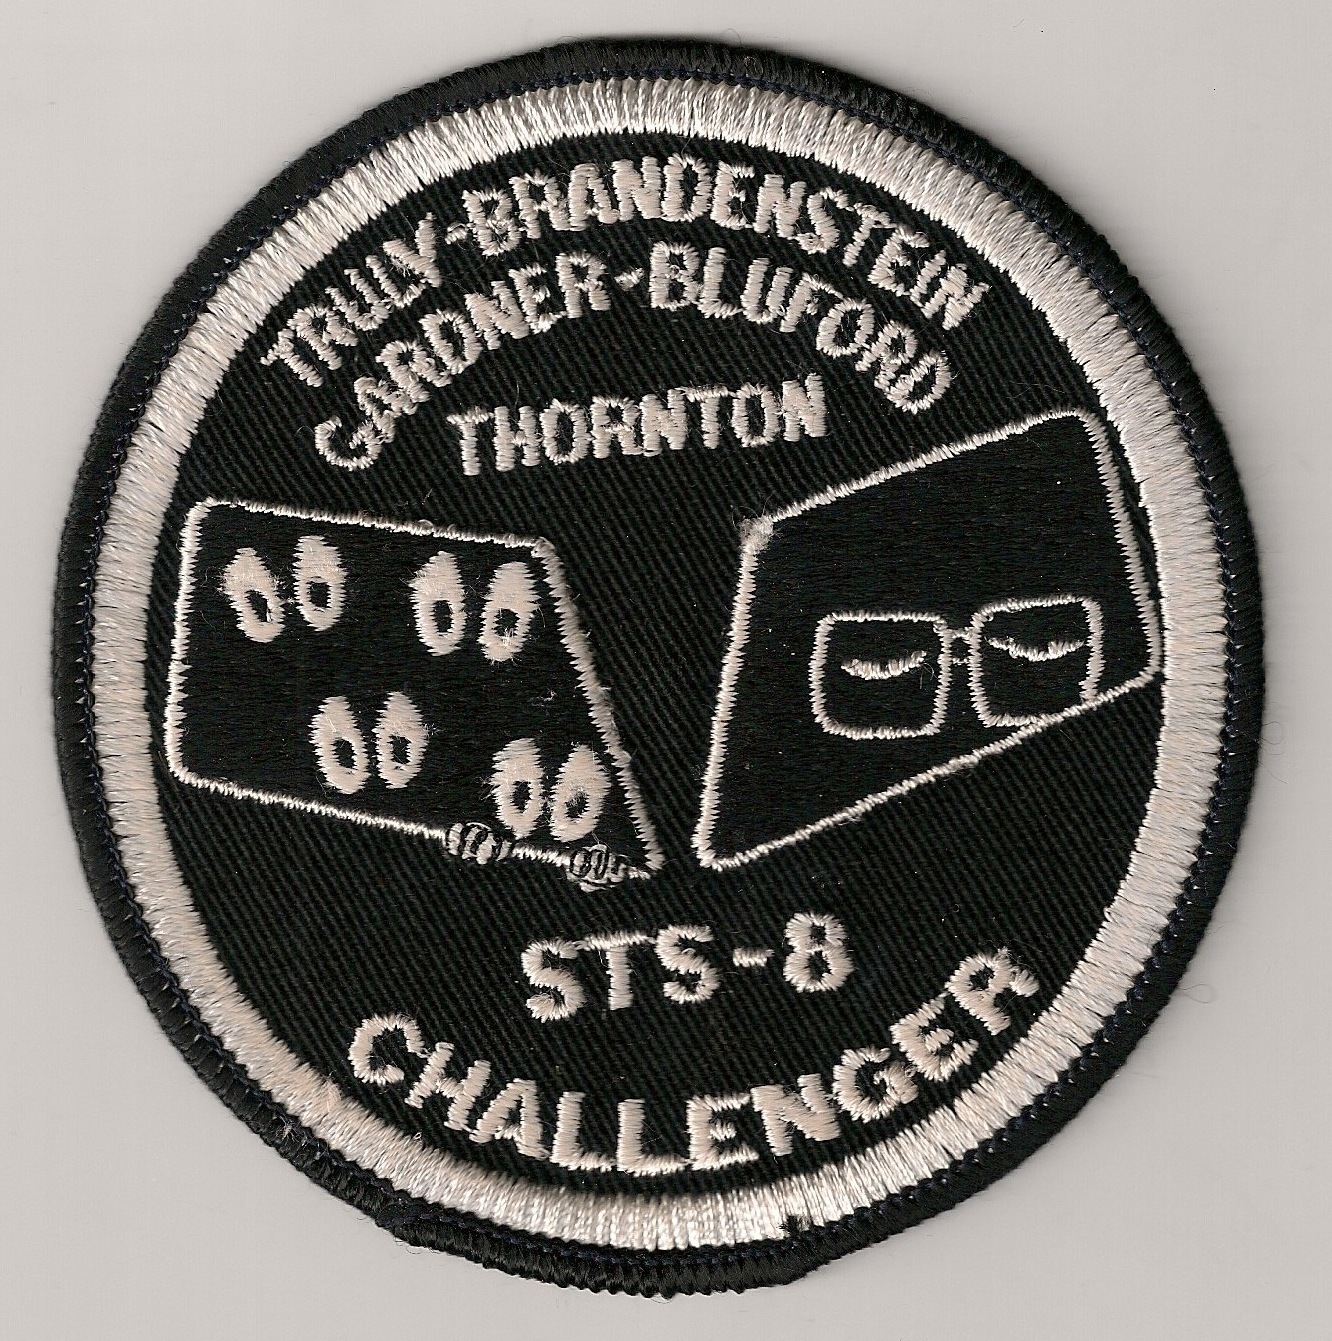 TRULY-BRANDENSTEIN
GARDNER-BLUFORD
THORNTON
STS-8
CHALLENGER